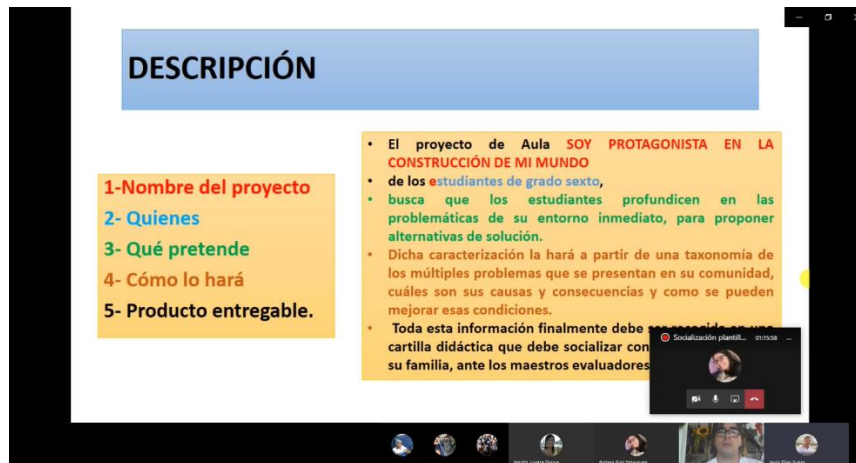 DESCRIPCIÓN
1-Nombre del proyecto
2- Quienes
3- Qué pretende
4- Cómo lo hará
5- Producto entregable.
• El proyecto de Aula SOY PROTAGONISTA EN LA
CONSTRUCCIÓN DE MI MUNDO
• de los estudiantes de grado sexto,
• busca que los estudiantes profundicen en las
problemáticas de su entorno inmediato, para proponer
alternativas de solución.
• Dicha caracterización la hará a partir de una taxonomía de
los múltiples problemas que se presentan en su comunidad,
cuáles son sus causas y consecuencias y como se pueden
mejorar esas condiciones.
• Toda esta información finalmente debe ser recogida en una
cartilla didáctica que debe socializar con
su familia, ante los maestros evaluadores
Socialización plantill... 01:15:58